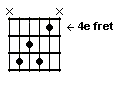 x x
← 4e fret